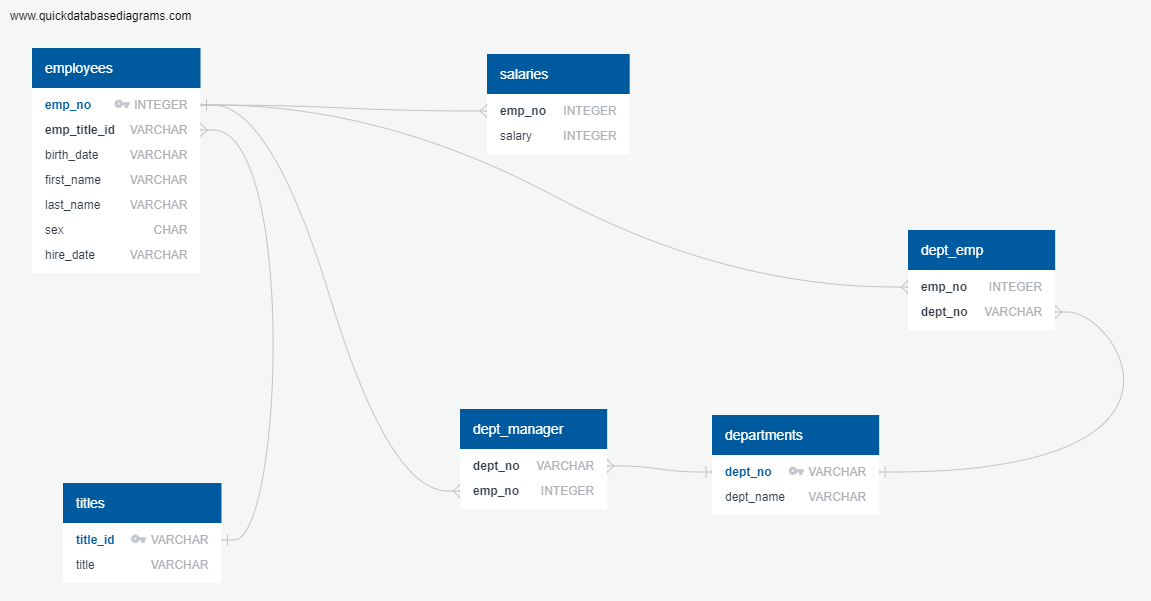 www.quickdatabasediagrams.com
employees
emp_no INTEGER
emp_title_id VARCHAR
birth_date VARCHAR
first_name VARCHAR
last_name VARCHAR
sex CHAR
hire_date VARCHAR
salaries
emp_no INTEGER
salary INTEGER
dept_emp
emp_no INTEGER
dept_no VARCHAR
dept_manager
dept_no VARCHAR
emp_no INTEGER
departments
dept_no VARCHAR
dept_name VARCHAR
titles
title_id VARCHAR
title VARCHAR